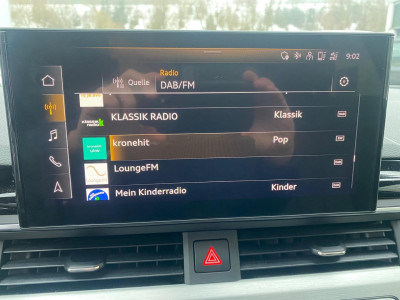 Radio
9:02
Quelle
DAB/FM
KLASSIK RADIO Klassik
kronehit Pop
LoungeFM
Mein Kinderradio Kinder